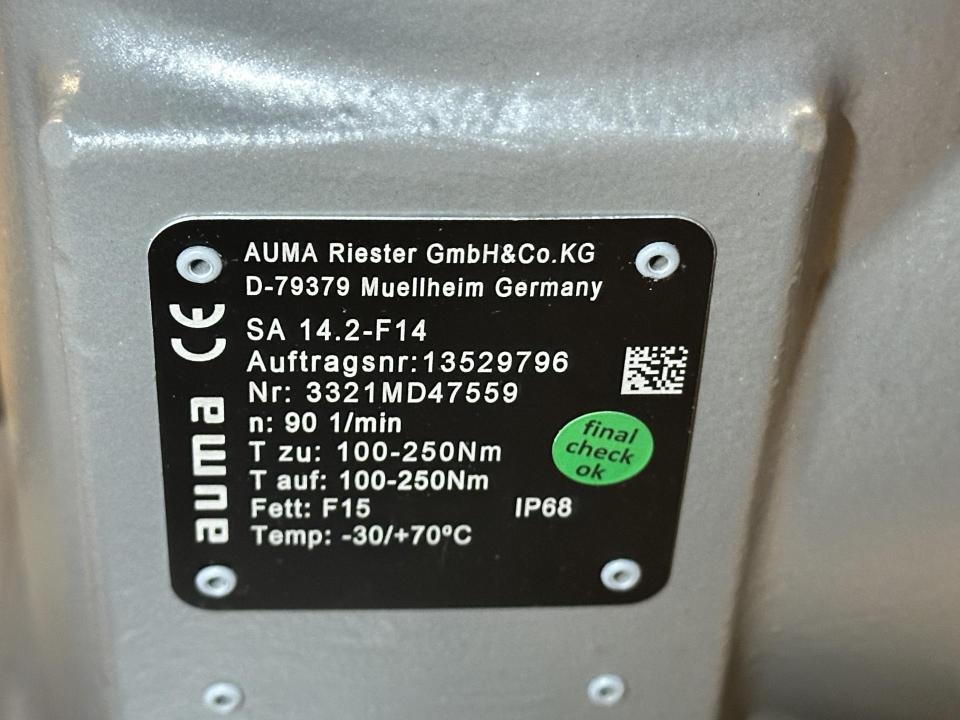 AUMA Riester GmbH&Co.KG
D-79379 Muellheim Germany
CE
auma
SA 14.2-F14
Auftragsnr:13529796
Nr: 3321MD47559
n: 90 1/min
T zu: 100-250Nm
T auf: 100-250Nm
Fett: F15 IP68
Temp: -30/+70ºC
final
check
ok